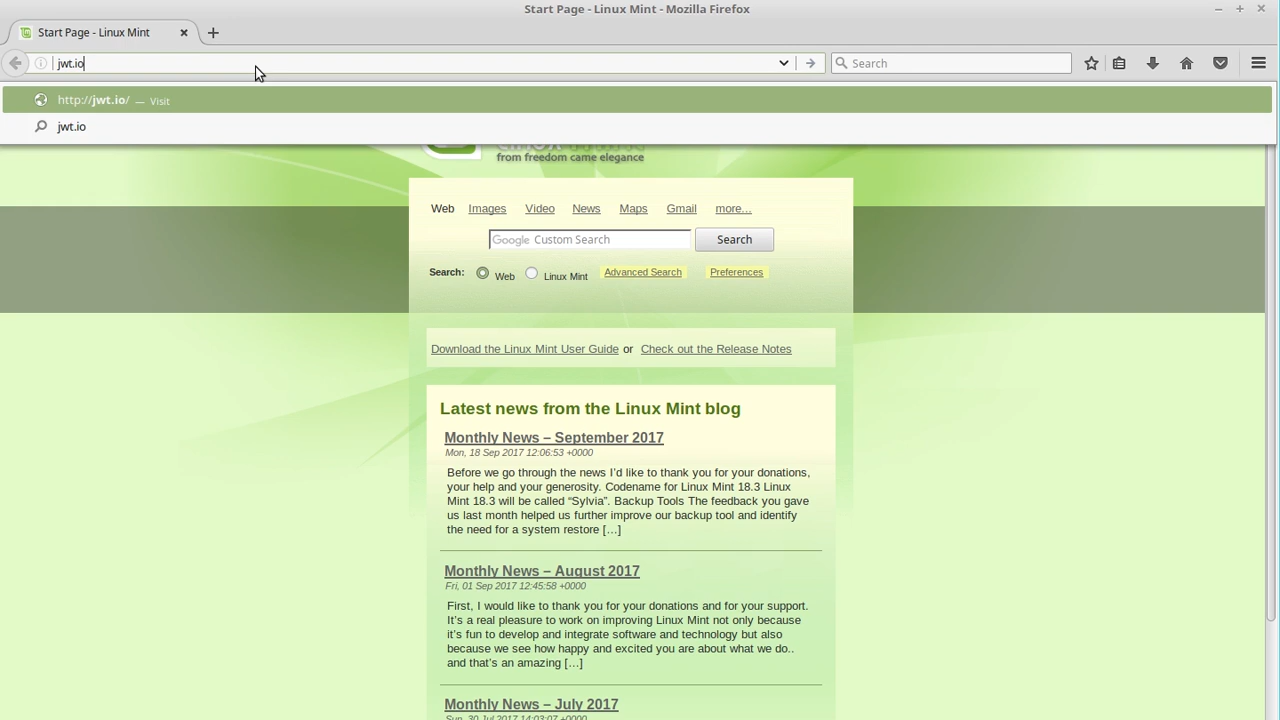 Start Page - Linux Mint - Mozilla Firefox
Start Page - Linux Mint
jwt.io
Search
http://jwt.io/ — Visit
jwt.io
from freedom came elegance
Web Images Video News Maps Gmail more...
Google Custom Search Search
Search: Web Linux Mint Advanced Search Preferences
Download the Linux Mint User Guide or Check out the Release Notes
Latest news from the Linux Mint blog
Monthly News – September 2017
Mon, 18 Sep 2017 12:06:53 +0000
Before we go through the news I’d like to thank you for your donations,
your help and your generosity. Codename for Linux Mint 18.3 Linux
Mint 18.3 will be called “Sylvia”. Backup Tools The feedback you gave
us last month helped us further improve our backup tool and identify
the need for a system restore […]
Monthly News – August 2017
Fri, 01 Sep 2017 12:45:58 +0000
First, I would like to thank you for your donations and for your support.
It’s a real pleasure to work on improving Linux Mint not only because
it’s fun to develop and integrate software and technology but also
because we see how happy and excited you are about what we do..
and that’s an amazing […]
Monthly News – July 2017
Sun, 30 Jul 2017 14:03:07 +0000